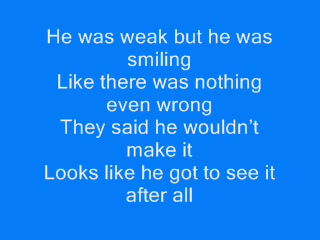 He was weak but he was
smiling
Like there was nothing
even wrong
They said he wouldn’t
make it
Looks like he got to see it
after all